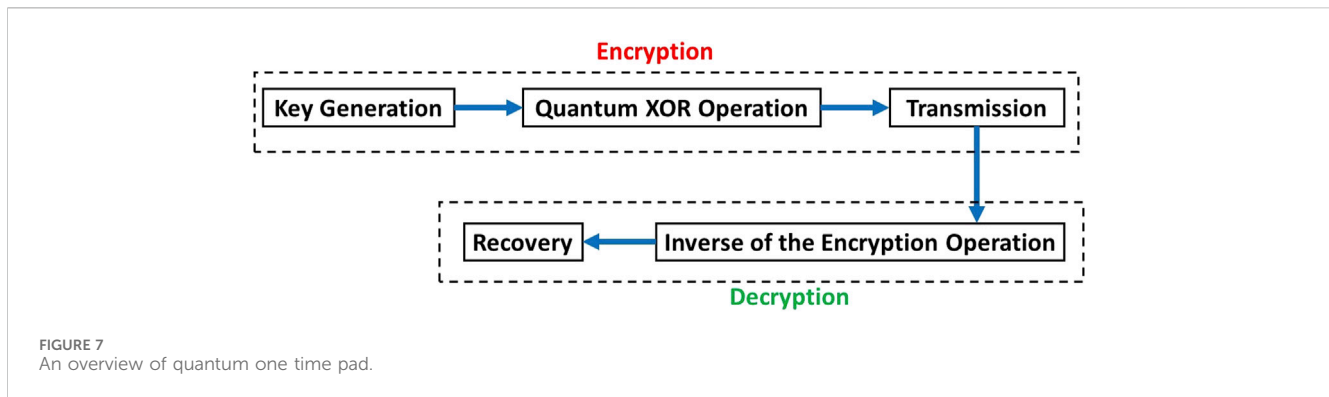 Encryption
Key Generation
Quantum XOR Operation
Transmission
Recovery
Inverse of the Encryption Operation
Decryption
FIGURE 7
An overview of quantum one time pad.